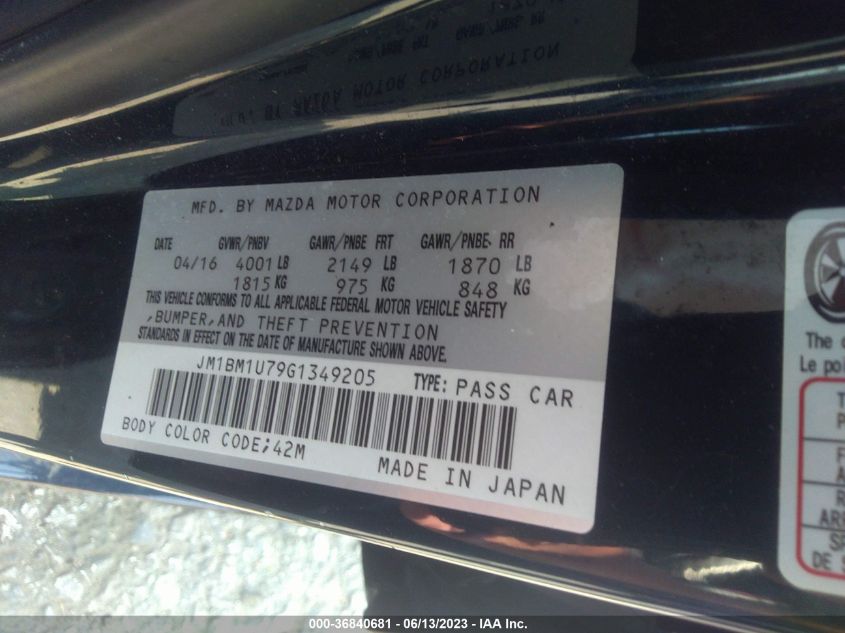 MFD. BY MAZDA MOTOR CORPORATION
DATE GVWR/PNBV GAWR/PNBE FRT GAWR/PNBE RR
04/16 4001 LB 2149 LB 1870 LB
1815 KG 975 KG 848 KG
THIS VEHICLE CONFORMS TO ALL APPLICABLE FEDERAL MOTOR VEHICLE SAFETY
,BUMPER,AND THEFT PREVENTION
STANDARDS IN EFFECT ON THE DATE OF MANUFACTURE SHOWN ABOVE.
JM1BM1U79G1349205 TYPE: PASS CAR
BODY COLOR CODE;42M
MADE IN JAPAN
The
Le
DE
000-36840681 - 06/13/2023 - IAA Inc.